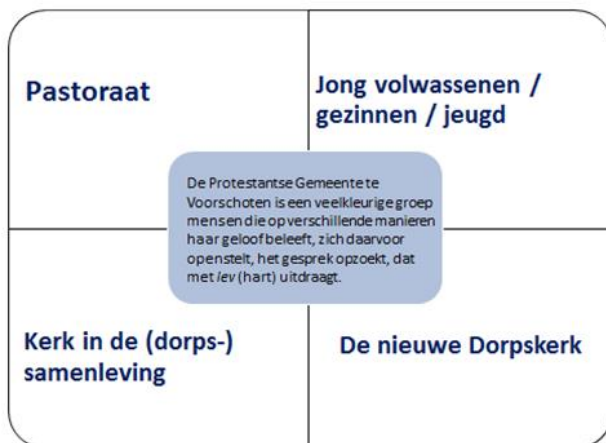 Pastoraat
Jong volwassenen /
gezinnen / jeugd
De Protestantse Gemeente te
Voorschoten is een veelkleurige groep
mensen die op verschillende manieren
haar geloof beleeft, zich daarvoor
openstelt, het gesprek opzoekt, dat
met lev (hart) uitdraagt.
Kerk in de (dorps-)
samenleving
De nieuwe Dorpskerk